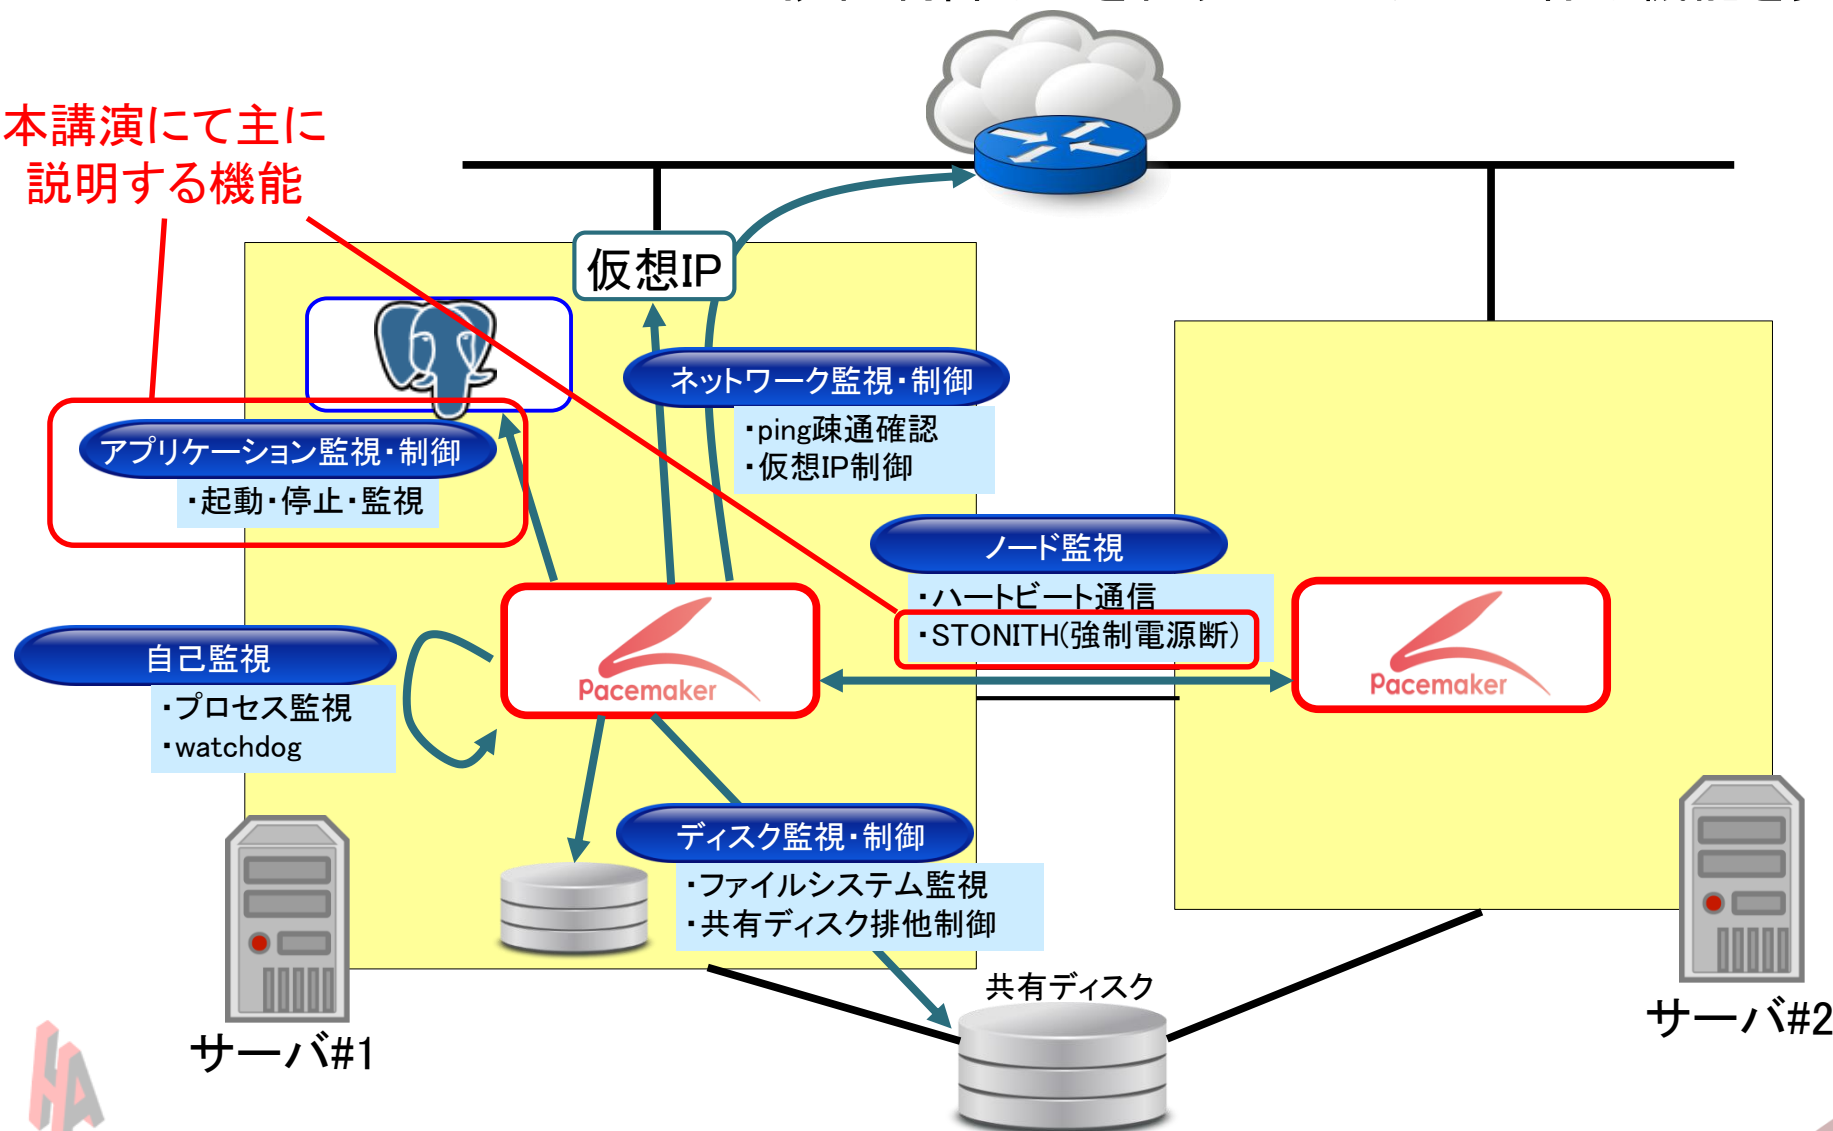 本講演にて主に
説明する機能
仮想IP
ネットワーク監視・制御
・ping疎通確認
・仮想IP制御
アプリケーション監視・制御
・起動・停止・監視
ノード監視
・ハートビート通信
・STONITH(強制電源断)
Pacemaker
Pacemaker
自己監視
・プロセス監視
・watchdog
ディスク監視・制御
・ファイルシステム監視
・共有ディスク排他制御
共有ディスク
サーバ#1
サーバ#2
HA